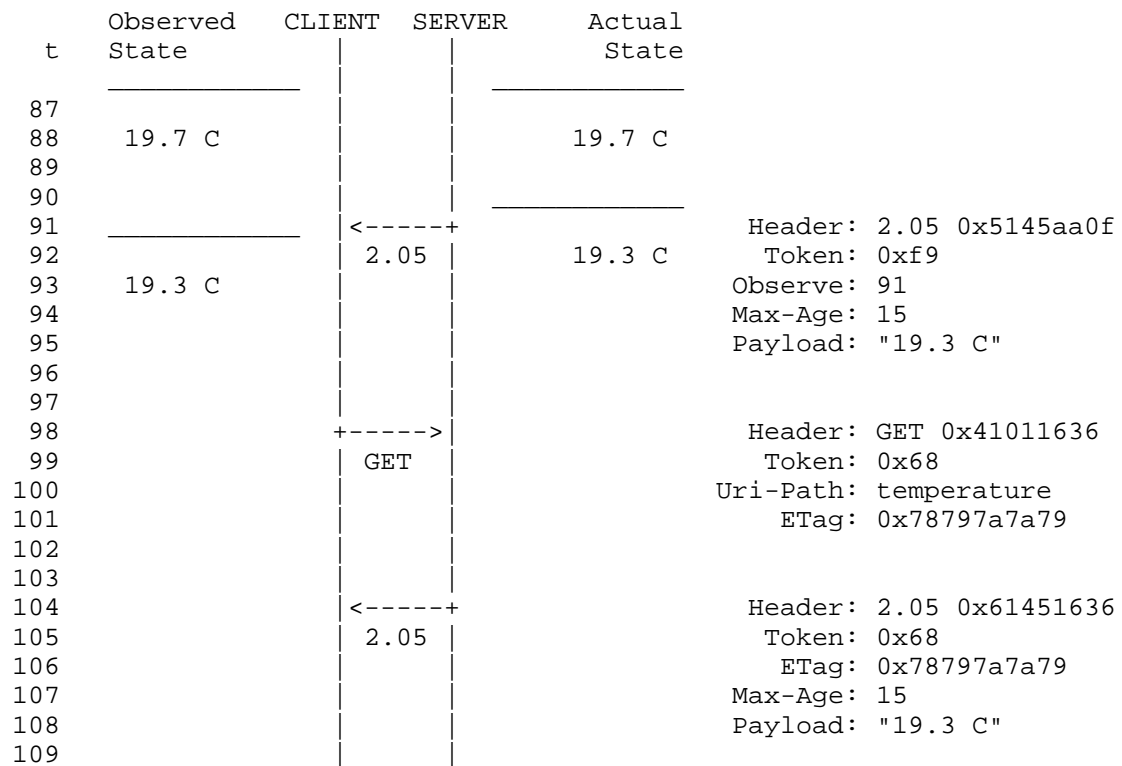 Observed CLIENT SERVER Actual
t State State
87
88 19.7 C 19.7 C
89
90
91 <-----+ Header: 2.05 0x5145aa0f
92 2.05 19.3 C Token: 0xf9
93 19.3 C Observe: 91
94 Max-Age: 15
95 Payload: "19.3 C"
96
97
98 +-----> Header: GET 0x41011636
99 GET Token: 0x68
100 Uri-Path: temperature
101 ETag: 0x78797a7a79
102
103
104 <-----+ Header: 2.05 0x61451636
105 2.05 Token: 0x68
106 ETag: 0x78797a7a79
107 Max-Age: 15
108 Payload: "19.3 C"
109